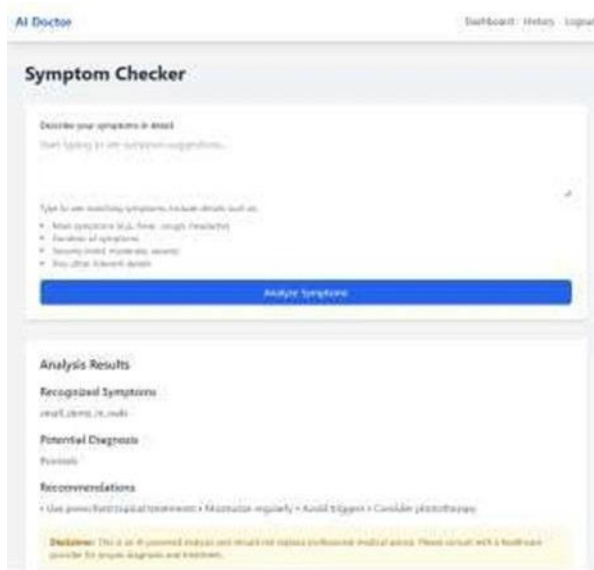 AI Doctor
Dashboard History Logout
Symptom Checker
Describe your symptoms in detail
Start typing to see symptom suggestions...
Type to see matching symptoms. Include details such as:
• Main symptoms (e.g., fever, cough, headache)
• Duration of symptoms
• Severity (mild, moderate, severe)
• Any other relevant details
Analyze Symptoms
Analysis Results
Recognized Symptoms
small_dents_in_nails
Potential Diagnosis
Psoriasis
Recommendations
• Use prescribed topical treatments • Moisturize regularly • Avoid triggers • Consider phototherapy
Disclaimer: This is an AI-powered analysis and should not replace professional medical advice. Please consult with a healthcare
provider for proper diagnosis and treatment.